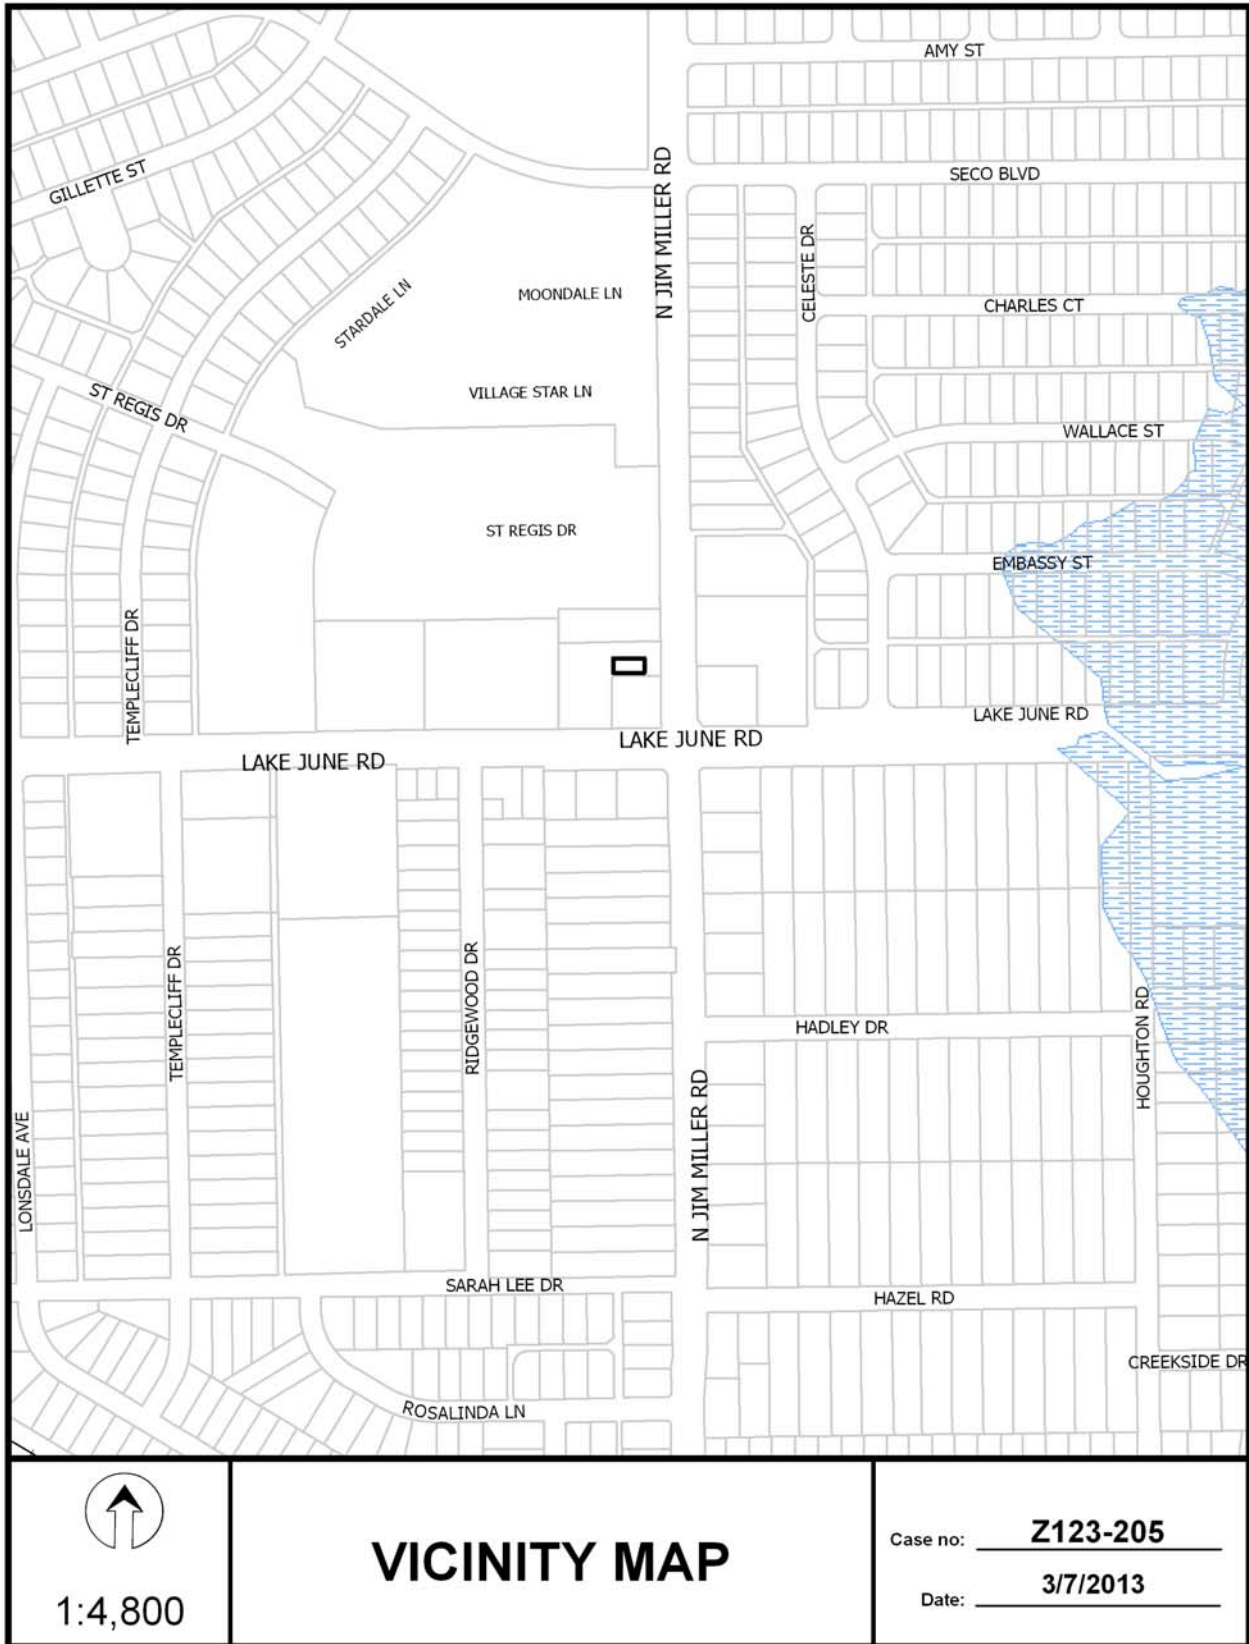 AMY ST
GILLETTE ST
SECO BLVD
N JIM MILLER RD
CELESTE DR
STARDALE LN
MOONDALE LN
CHARLES CT
ST REGIS DR
VILLAGE STAR LN
WALLACE ST
ST REGIS DR
EMBASSY ST
TEMPLECLIFF DR
LAKE JUNE RD
LAKE JUNE RD
LAKE JUNE RD
TEMPLECLIFF DR
RIDGEWOOD DR
HADLEY DR
HOUGHTON RD
LONSDALE AVE
N JIM MILLER RD
SARAH LEE DR
HAZEL RD
CREEKSIDE DR
ROSALINDA LN
1:4,800
VICINITY MAP
Case no: Z123-205
Date: 3/7/2013